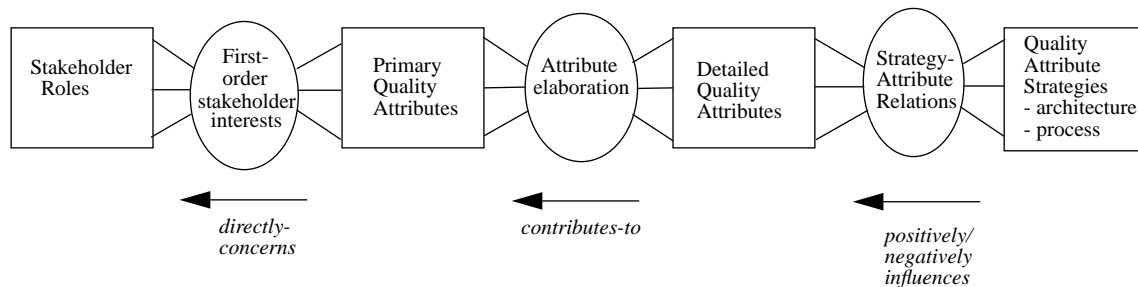 Stakeholder
Roles
First-
order
stakeholder
interests
Primary
Quality
Attributes
Attribute
elaboration
Detailed
Quality
Attributes
Strategy-
Attribute
Relations
Quality
Attribute
Strategies
- architecture
- process
directly-
concerns
contributes-to
positively/
negatively
influences